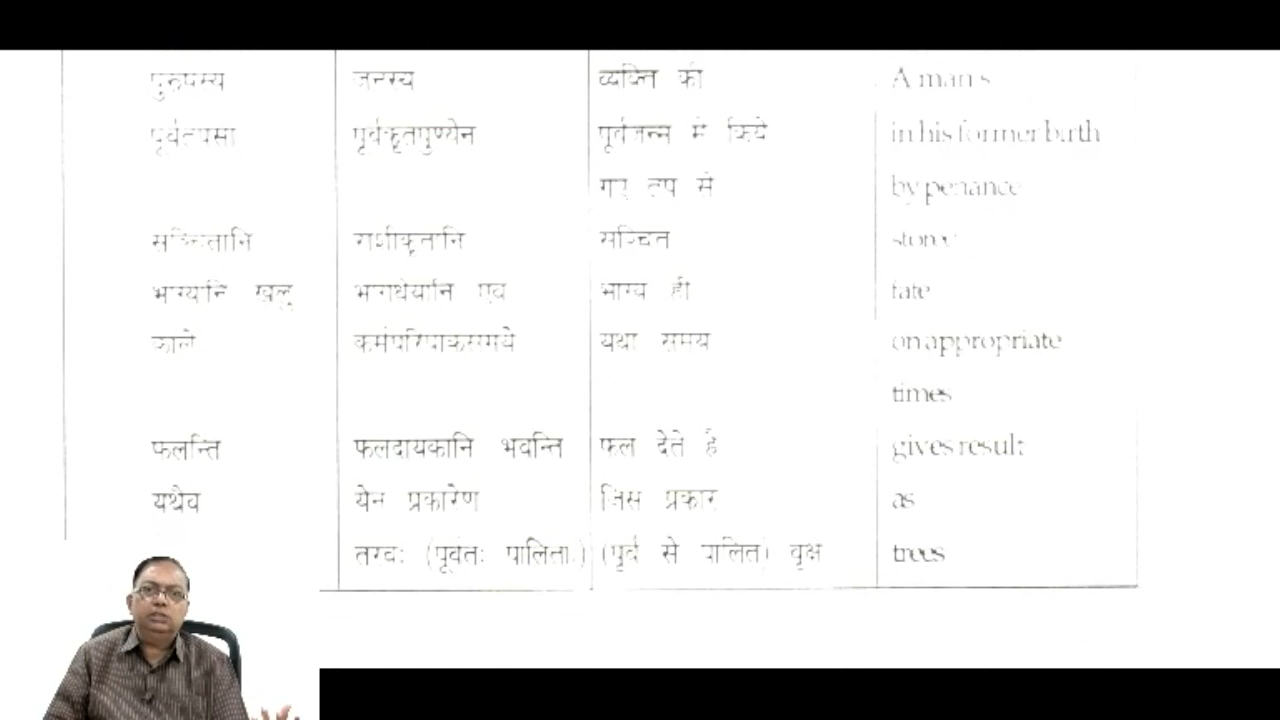 पुरुषस्य जनस्य व्यक्ति की A man's
पूर्वतपसा पूर्वकृतपुण्येन पूर्वजन्म में किये in his former birth
गए तप से by penance
सञ्चितानि राशीकृतानि सञ्चित
भाग्यानि खलु भागधेयानि एव भाग्य ही fate
काले कर्मपरिपाकसमये यथा समय on appropriate
times
फलन्ति फलदायकानि भवन्ति फल देते है gives result
यथैव येन प्रकारेण जिस प्रकार as
तरवः (पूर्वतः पालिताः) (पूर्व से पालित) वृक्ष trees